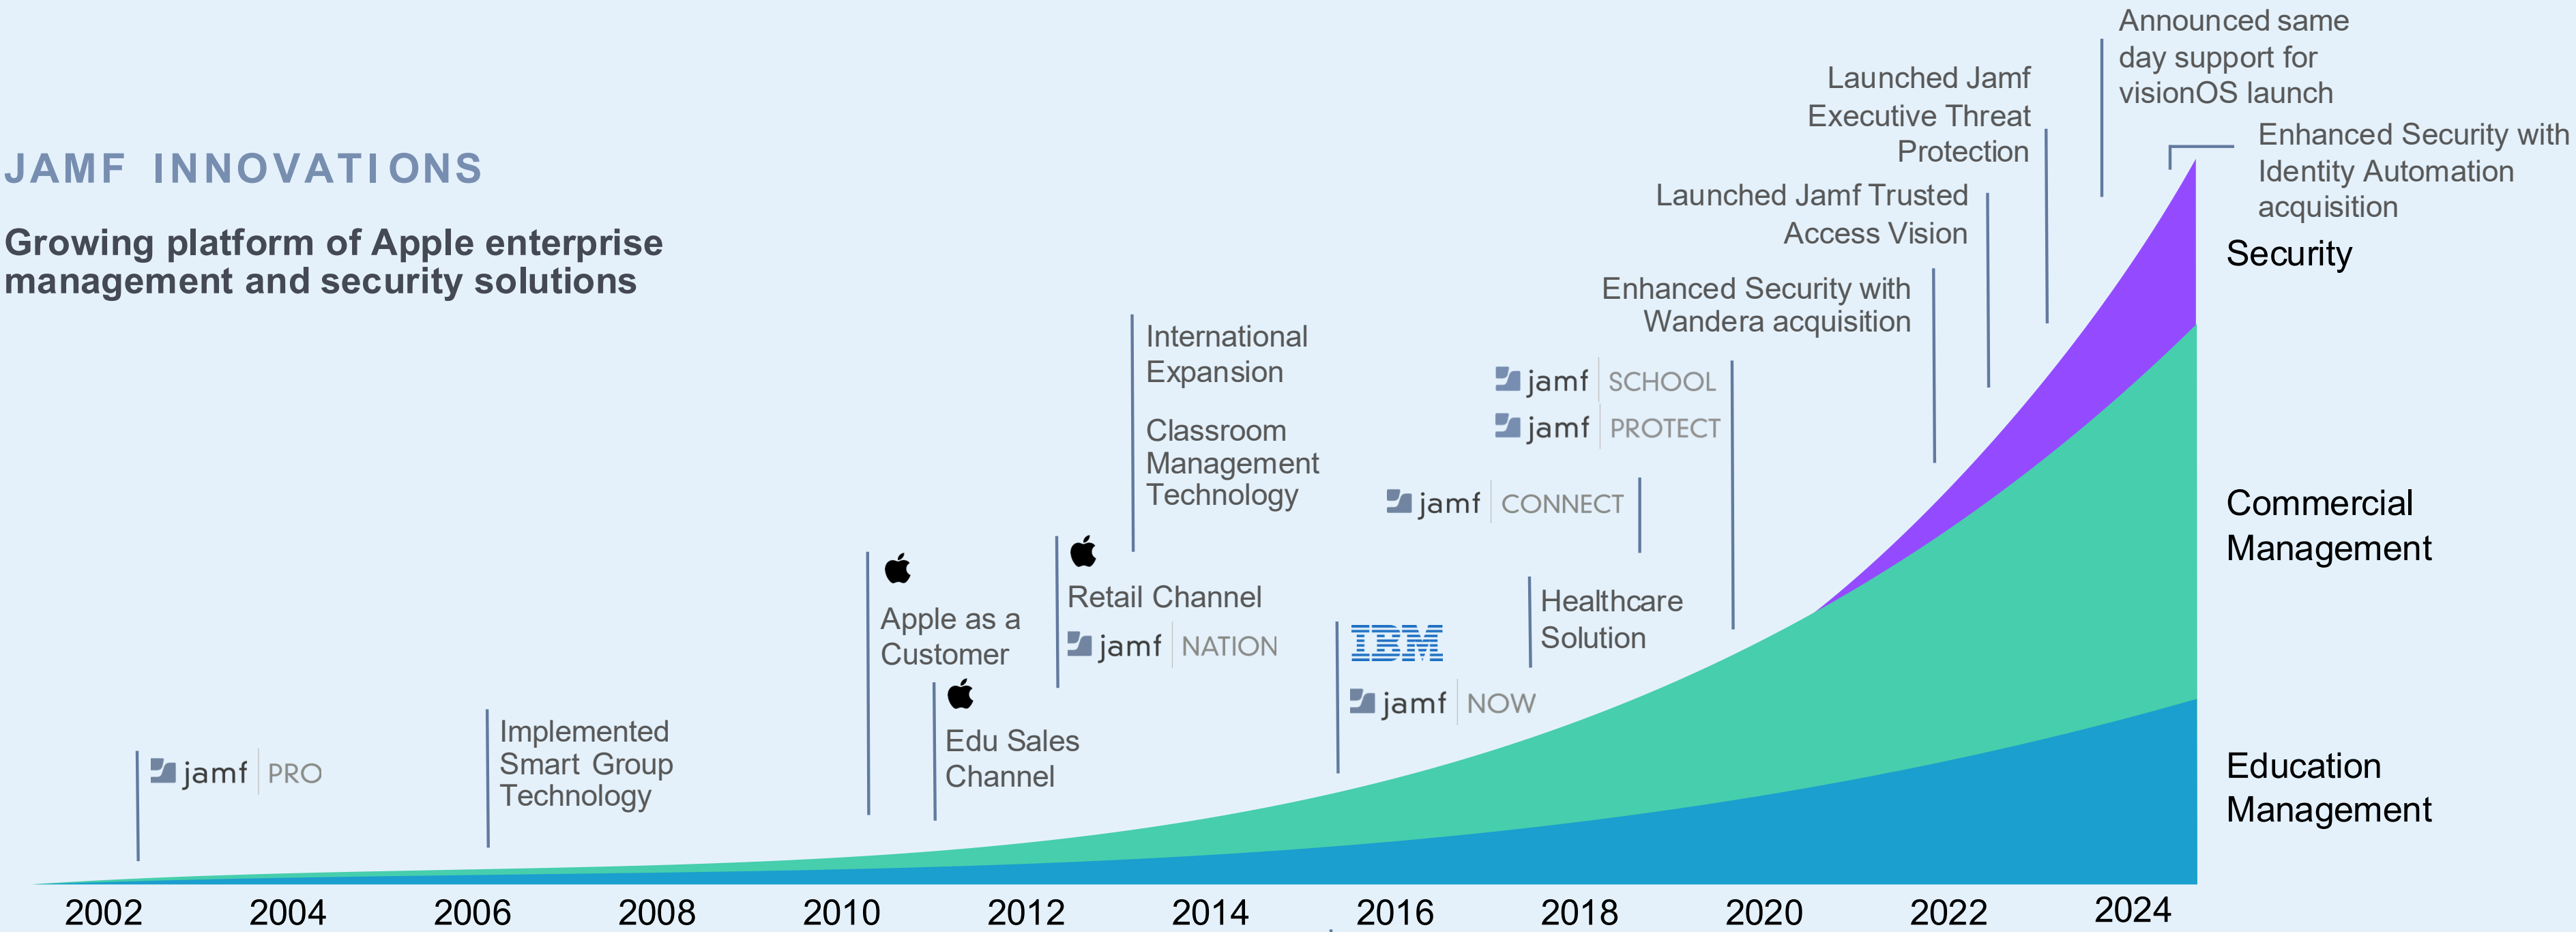 JAMF INNOVATIONS
Growing platform of Apple enterprise
management and security solutions
jamf | PRO
Implemented
Smart Group
Technology
Apple as a
Customer
Edu Sales
Channel
Retail Channel
jamf | NATION
International
Expansion
Classroom
Management
Technology
IBM
jamf | NOW
Healthcare
Solution
jamf | CONNECT
jamf | SCHOOL
jamf | PROTECT
Enhanced Security with
Wandera acquisition
Launched Jamf Trusted
Access Vision
Launched Jamf
Executive Threat
Protection
Announced same
day support for
visionOS launch
Enhanced Security with
Identity Automation
acquisition
Security
Commercial
Management
Education
Management
2002 2004 2006 2008 2010 2012 2014 2016 2018 2020 2022 2024